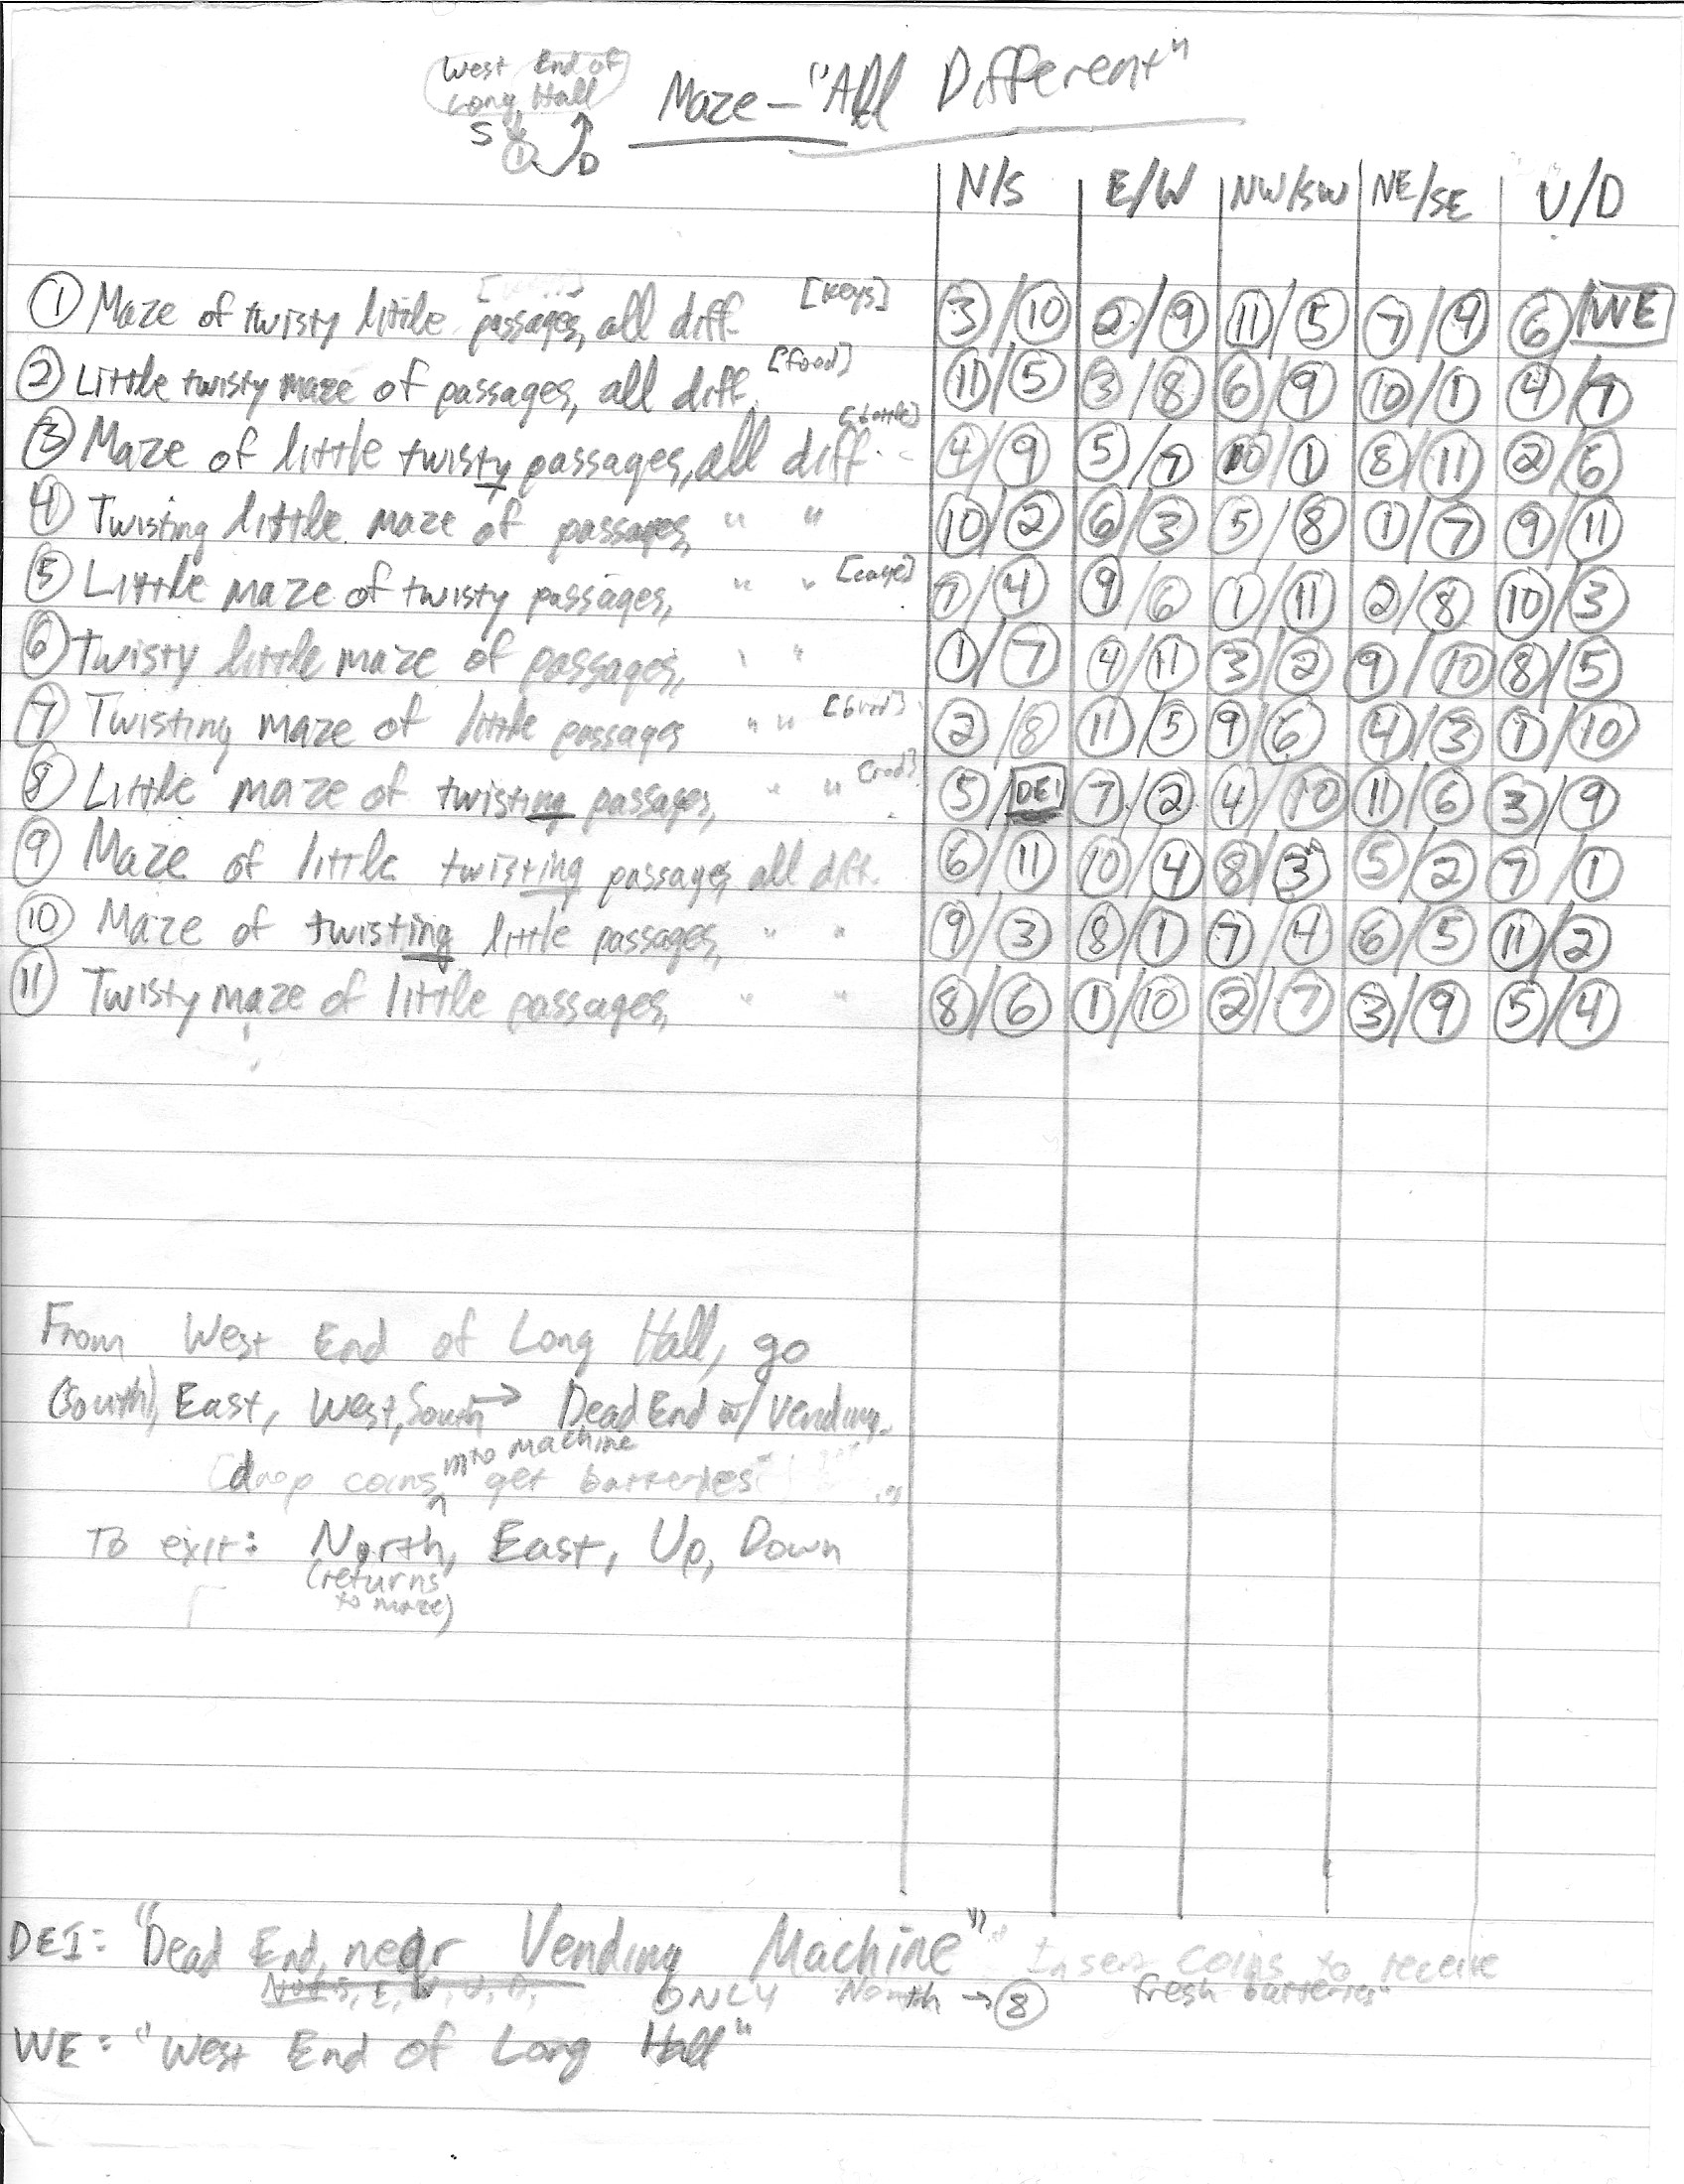 West End of
Long Hall
Maze - "All Different"
S ① D
N/S E/W NW/SW NE/SE U/D
① Maze of twisty little passages, all diff [keys] ③/⑩ ②/⑨ ⑪/⑤ ⑦/④ ⑥/WE
② Little twisty maze of passages, all diff. [food] ⑪/⑤ ③/⑧ ⑥/⑨ ⑩/① ④/⑦
③ Maze of little twisty passages, all diff. [bottle] ④/⑨ ⑤/⑦ ⑩/① ⑧/⑪ ②/⑥
④ Twisting little maze of passages, " " ⑩/② ⑥/③ ⑤/⑧ ①/⑦ ⑨/⑪
⑤ Little maze of twisty passages, " " [cage] ⑦/④ ⑨/⑥ ①/⑪ ②/⑧ ⑩/③
⑥ Twisty little maze of passages, " " ①/⑦ ④/⑪ ③/② ⑨/⑩ ⑧/⑤
⑦ Twisting maze of little passages " " [bird] ②/⑧ ⑪/⑤ ⑨/⑥ ④/③ ①/⑩
⑧ Little maze of twisting passages, " " [rod] ⑤/DE1 ⑦/② ④/⑩ ⑪/⑥ ③/⑨
⑨ Maze of little twisting passages, all diff. ⑥/⑪ ⑩/④ ⑧/③ ⑤/② ⑦/①
⑩ Maze of twisting little passages, " " ⑨/③ ⑧/① ⑦/④ ⑥/⑤ ⑪/②
⑪ Twisty maze of little passages, " " ⑧/⑥ ①/⑩ ②/⑦ ③/⑨ ⑤/④
From West End of Long Hall, go
(South), East, West, South → Dead End w/ Vending.
[drop coins into machine get batteries
To exit: North, East, Up, Down
(returns
to maze)
DE1: "Dead End, near Vending Machine" Insert coins to receive
Not S, E, W, U, D, ONLY North → ⑧ fresh batteries"
WE: "West End of Long Hall"